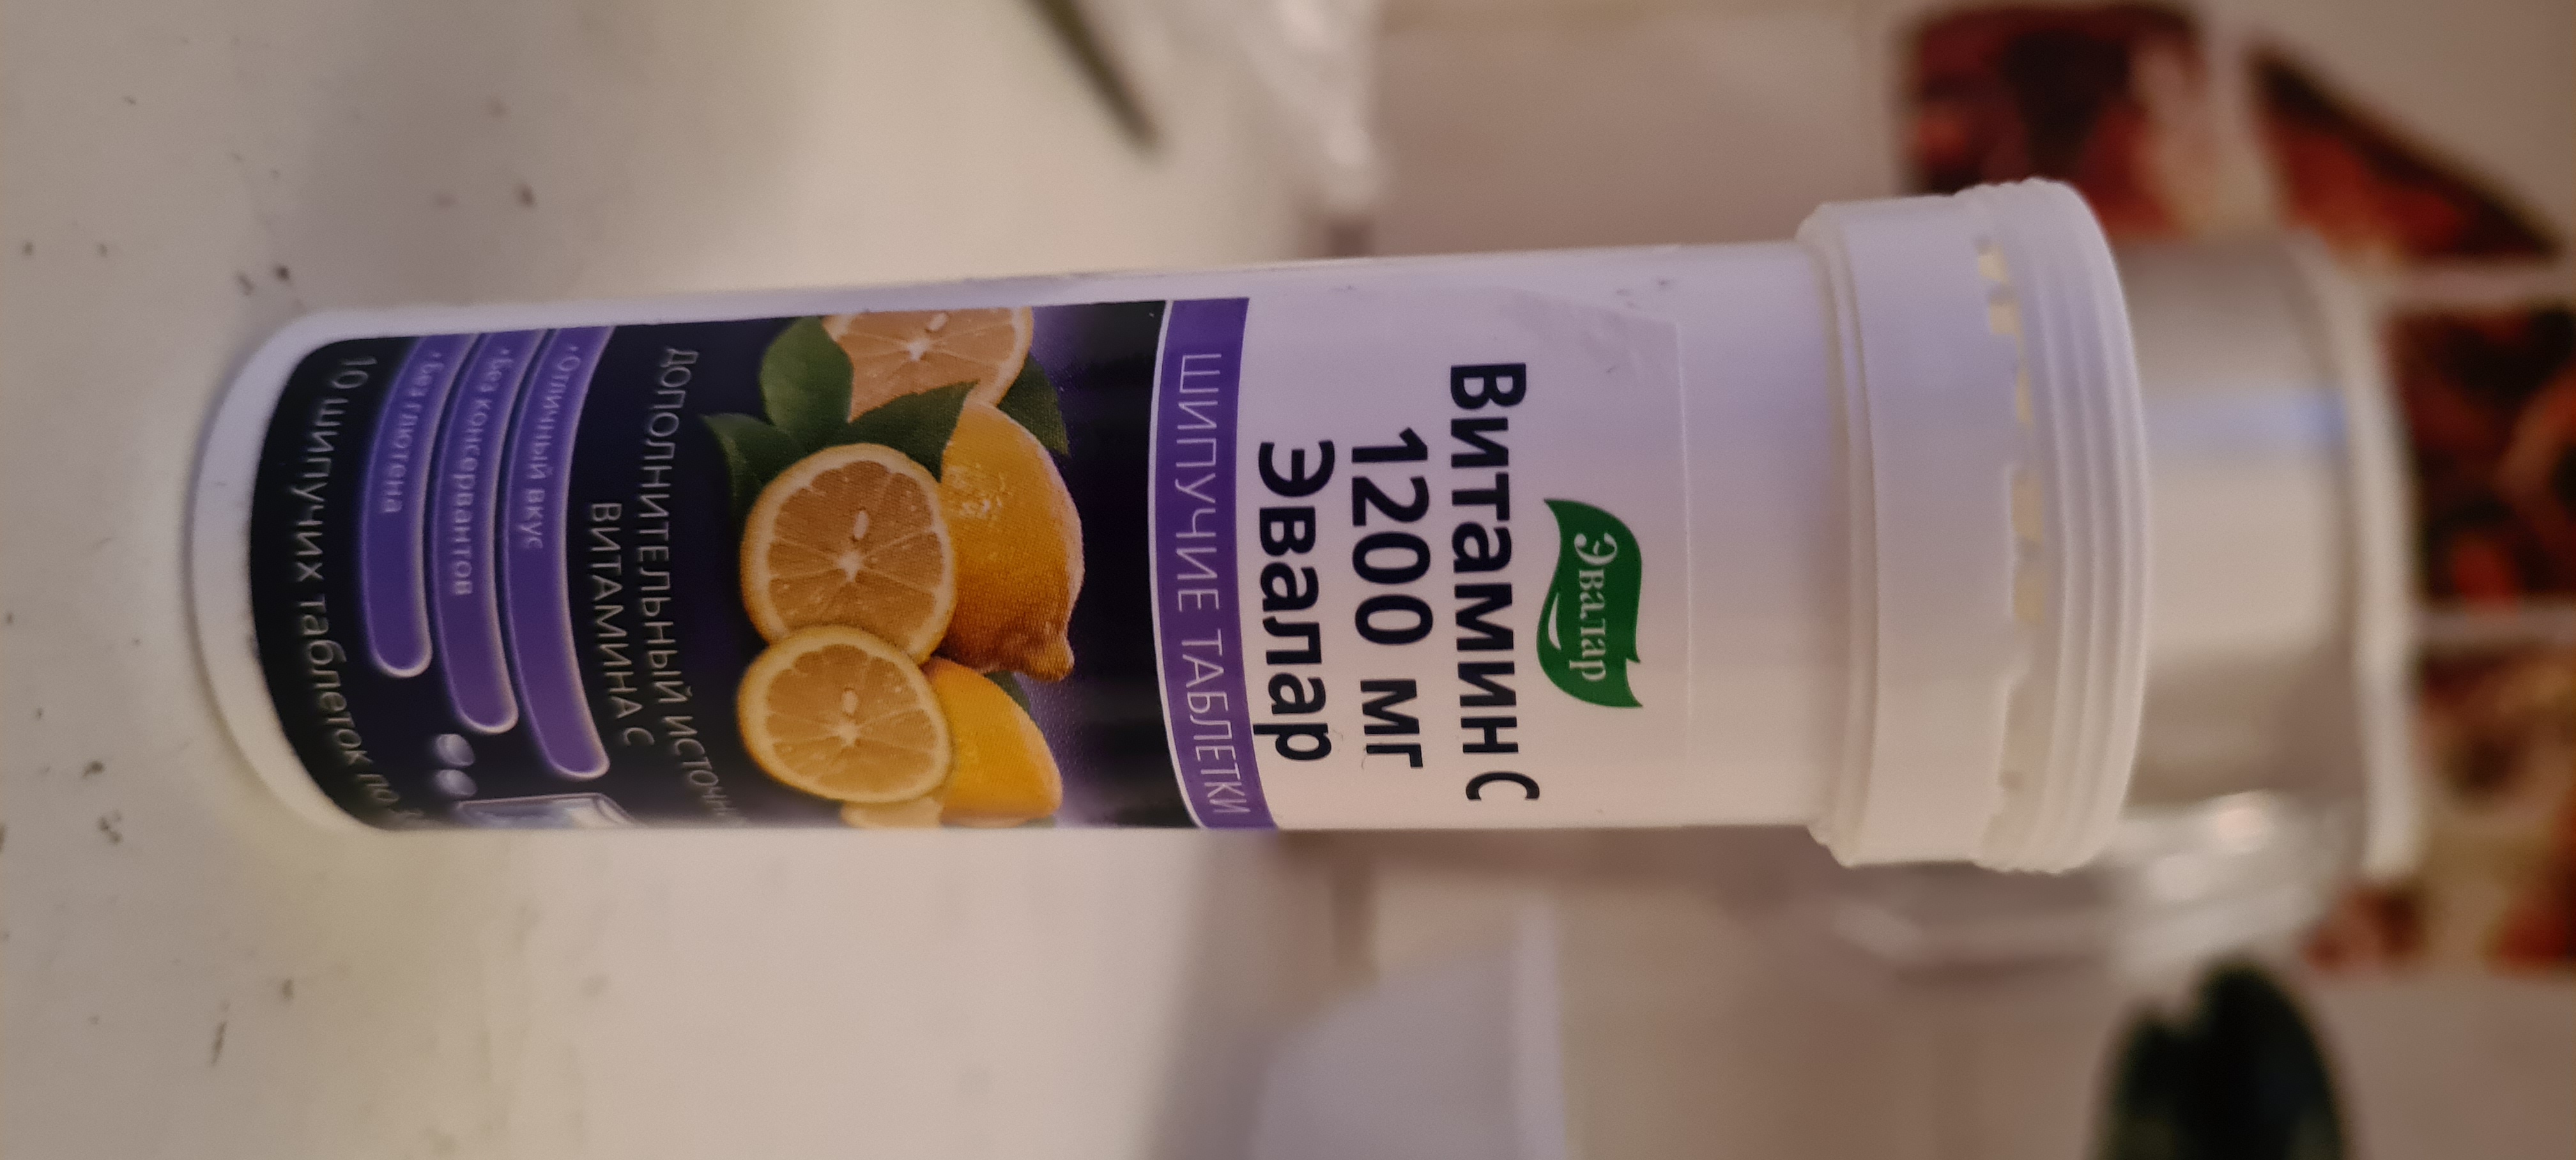 Эвалар
Витамин С
1200 мг
Эвалар
ШИПУЧИЕ ТАБЛЕТКИ
ДОПОЛНИТЕЛЬНЫЙ ИСТОЧН
ВИТАМИНА С
• Отличный вкус
• Без консервантов
• Без глютена
10 шипучих таблеток по